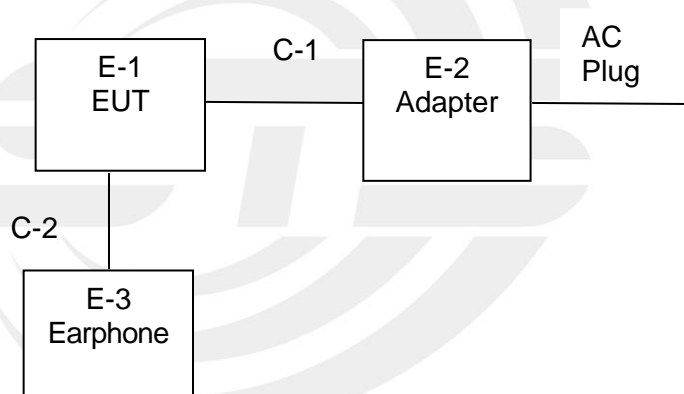 E-1
EUT
C-1
E-2
Adapter
AC
Plug
C-2
E-3
Earphone